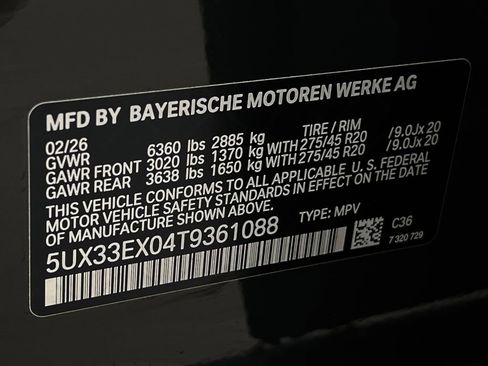 MFD BY BAYERISCHE MOTOREN WERKE AG
02/26 TIRE / RIM
GVWR 6360 lbs 2885 kg
GAWR FRONT 3020 lbs 1370 kg WITH 275/45 R20 /9.0Jx 20
GAWR REAR 3638 lbs 1650 kg WITH 275/45 R20 /9.0Jx 20
THIS VEHICLE CONFORMS TO ALL APPLICABLE U.S. FEDERAL
MOTOR VEHICLE SAFETY STANDARDS IN EFFECT ON THE DATE
OF MANUFACTURE SHOWN ABOVE.
5UX33EX04T9361088 TYPE: MPV C36
7 320 729